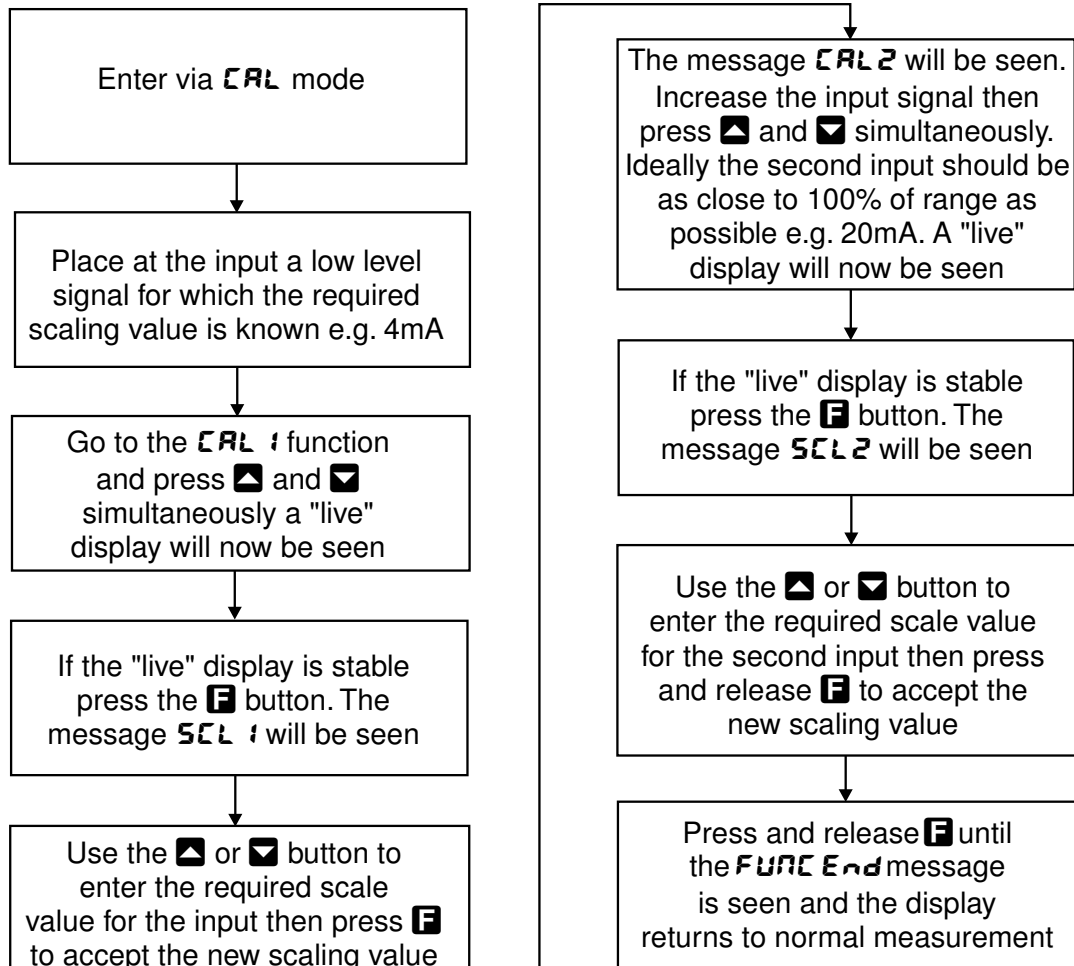 Enter via CAL mode
Place at the input a low level
signal for which the required
scaling value is known e.g. 4mA
Go to the CAL 1 function
and press ▲ and ▼
simultaneously a "live"
display will now be seen
If the "live" display is stable
press the F button. The
message SCL 1 will be seen
Use the ▲ or ▼ button to
enter the required scale
value for the input then press F
to accept the new scaling value
The message CAL2 will be seen.
Increase the input signal then
press ▲ and ▼ simultaneously.
Ideally the second input should be
as close to 100% of range as
possible e.g. 20mA. A "live"
display will now be seen
If the "live" display is stable
press the F button. The
message SCL2 will be seen
Use the ▲ or ▼ button to
enter the required scale value
for the second input then press
and release F to accept the
new scaling value
Press and release F until
the FUNC End message
is seen and the display
returns to normal measurement